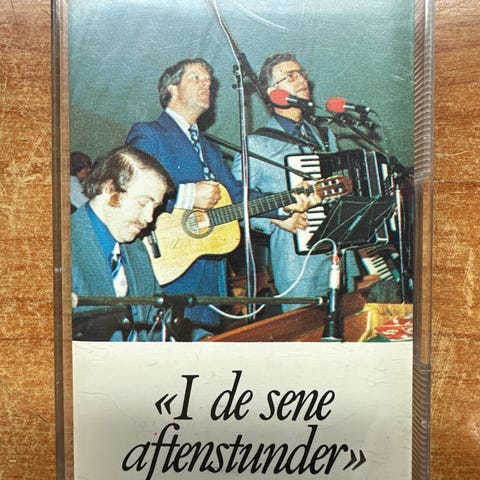 «I de sene
aftenstunder»